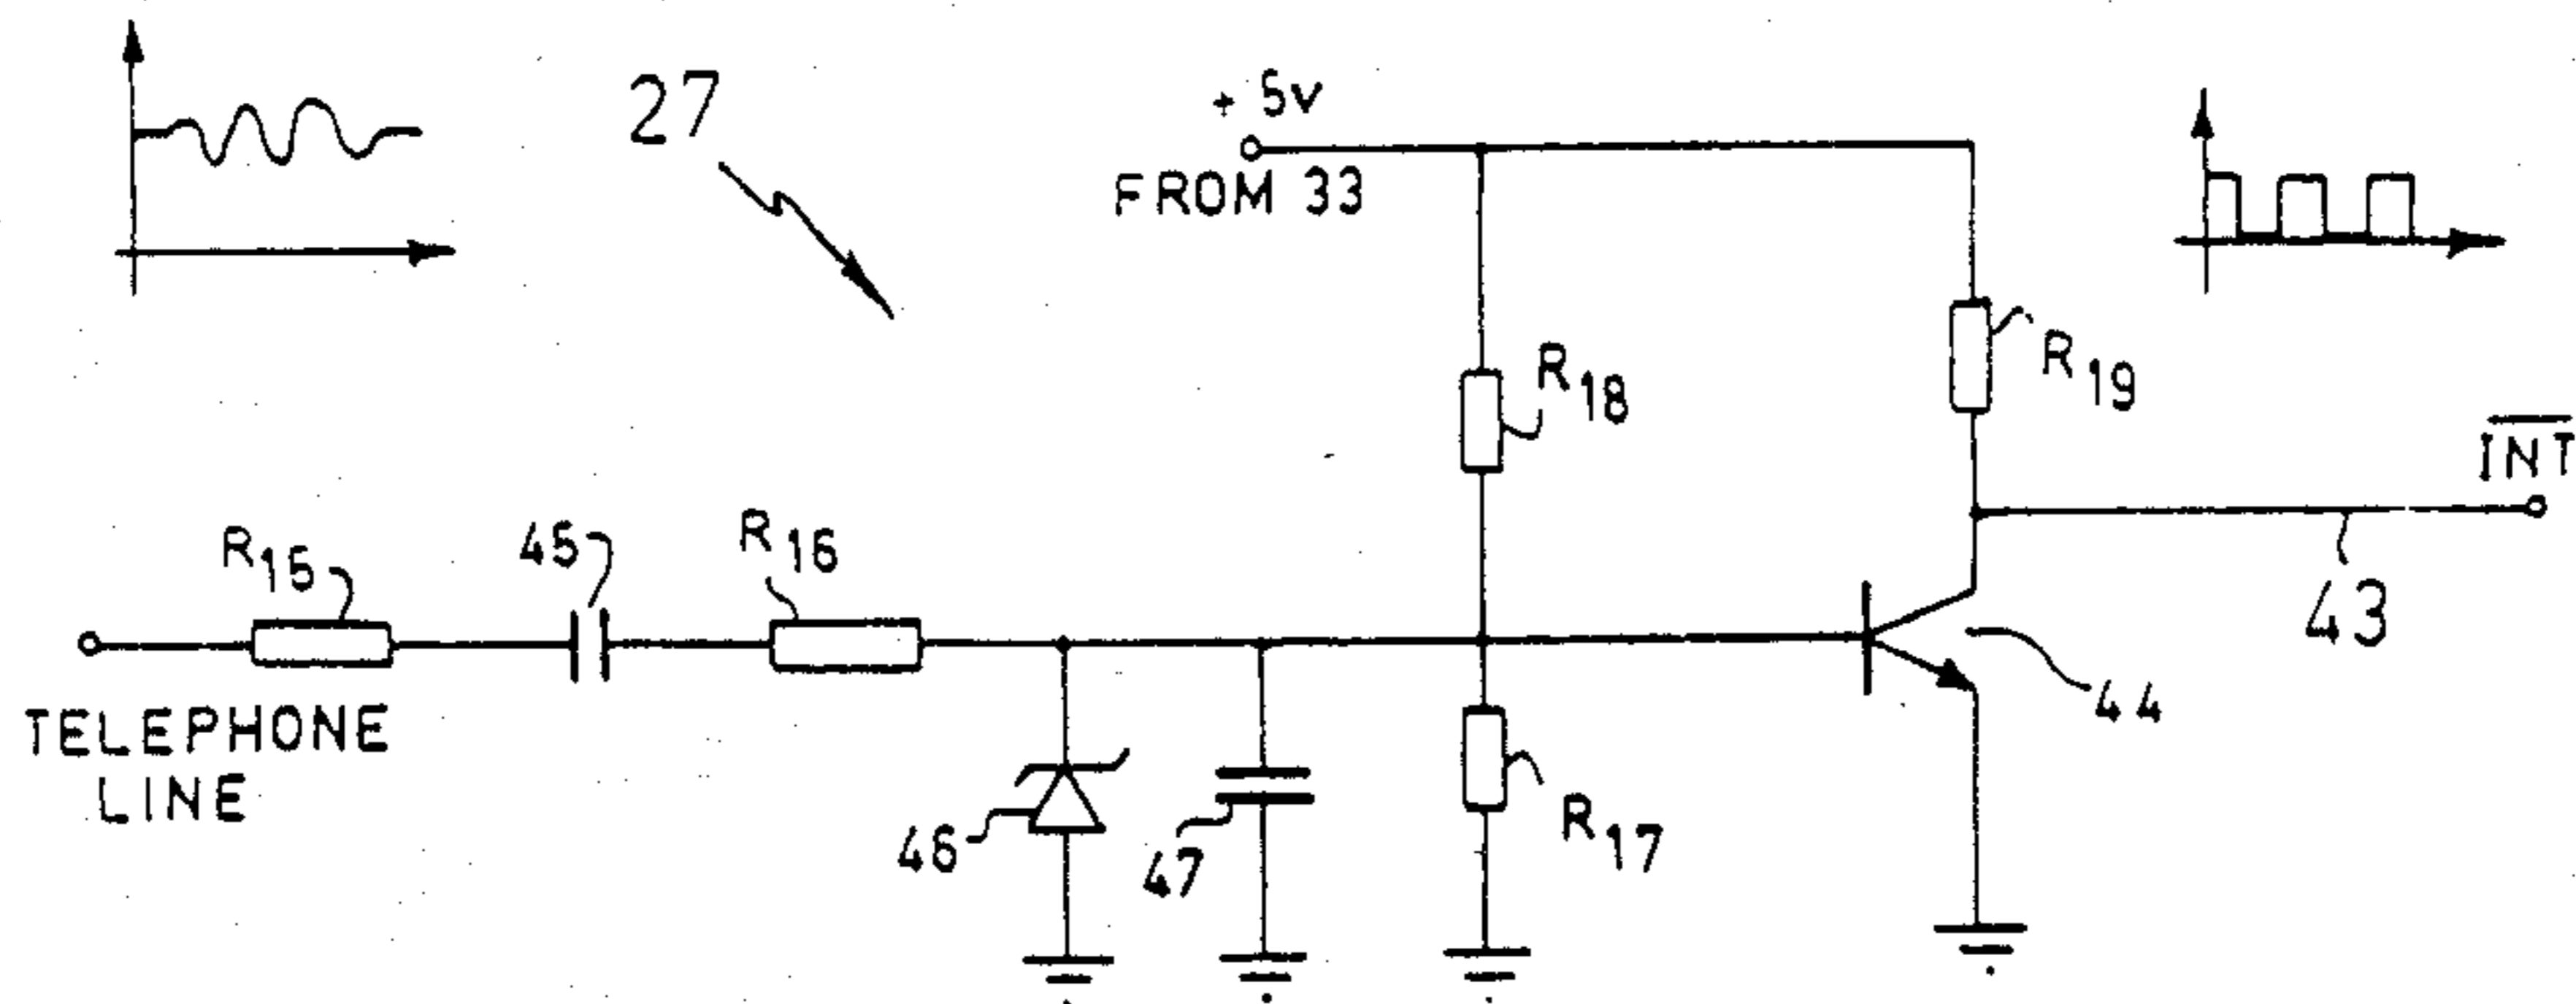 27
+ 5v
FROM 33
R18
R19
INT
R15
45
R16
43
44
TELEPHONE
LINE
46
47
R17